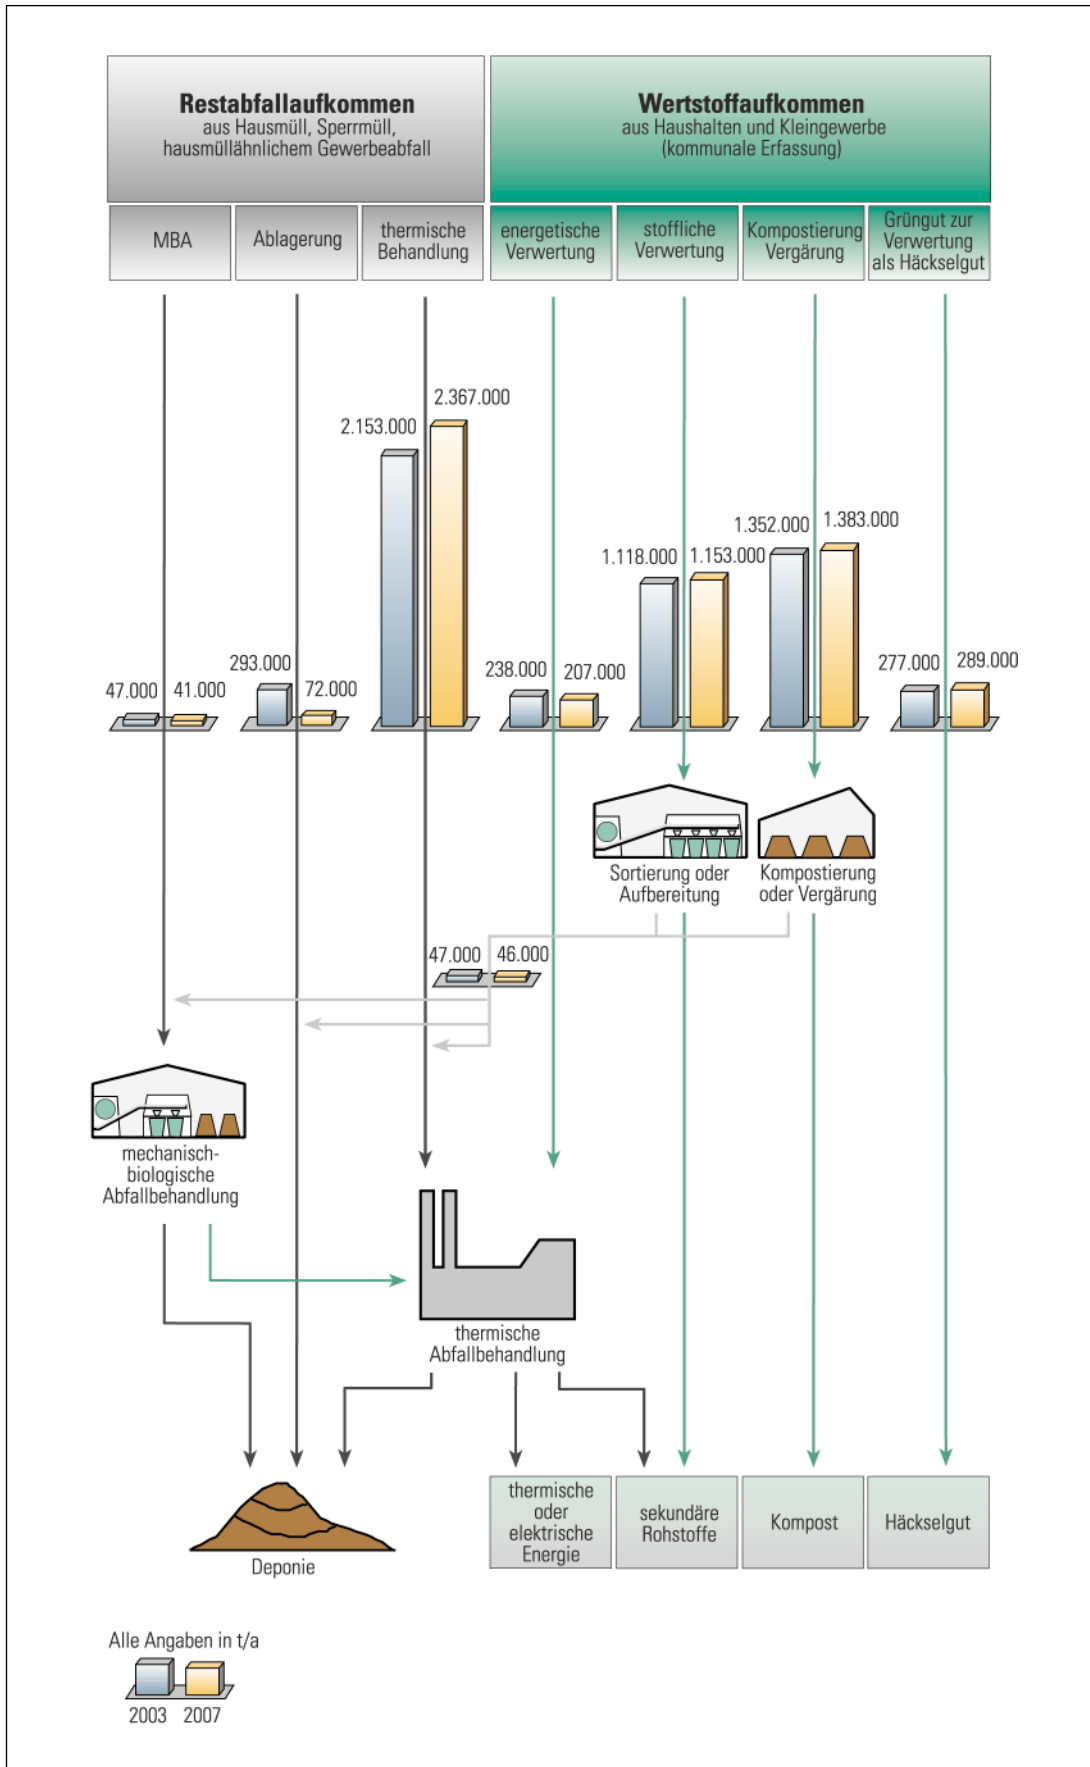 Restabfallaufkommen
aus Hausmüll, Sperrmüll,
hausmüllähnlichem Gewerbeabfall
Wertstoffaufkommen
aus Haushalten und Kleingewerbe
(kommunale Erfassung)
MBA
Ablagerung
thermische
Behandlung
energetische
Verwertung
stoffliche
Verwertung
Kompostierung
Vergärung
Grüngut zur
Verwertung
als Häckselgut
47.000
41.000
293.000
72.000
2.153.000
2.367.000
238.000
207.000
1.118.000
1.153.000
1.352.000
1.383.000
277.000
289.000
Sortierung oder
Aufbereitung
Kompostierung
oder Vergärung
47.000
46.000
mechanisch-
biologische
Abfallbehandlung
thermische
Abfallbehandlung
Deponie
thermische
oder
elektrische
Energie
sekundäre
Rohstoffe
Kompost
Häckselgut
Alle Angaben in t/a
2003
2007